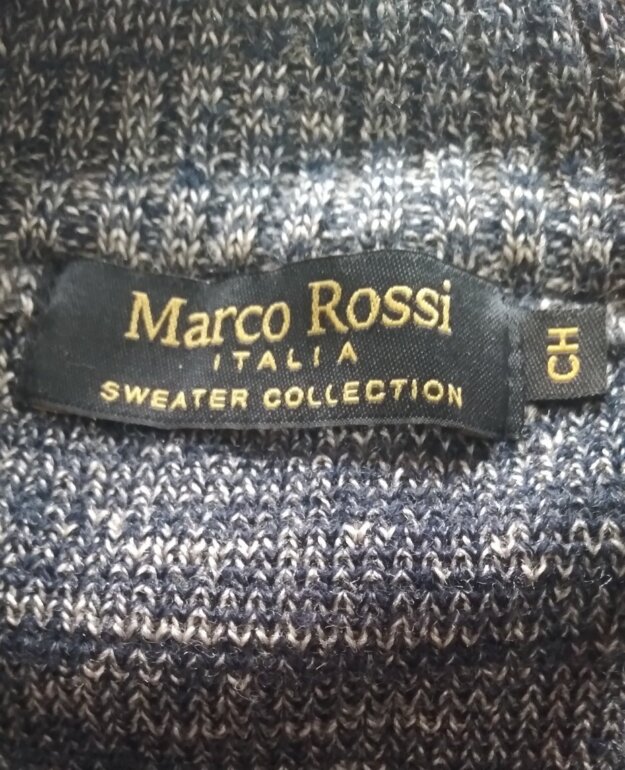 Marco Rossi
ITALIA
SWEATER COLLECTION
CH